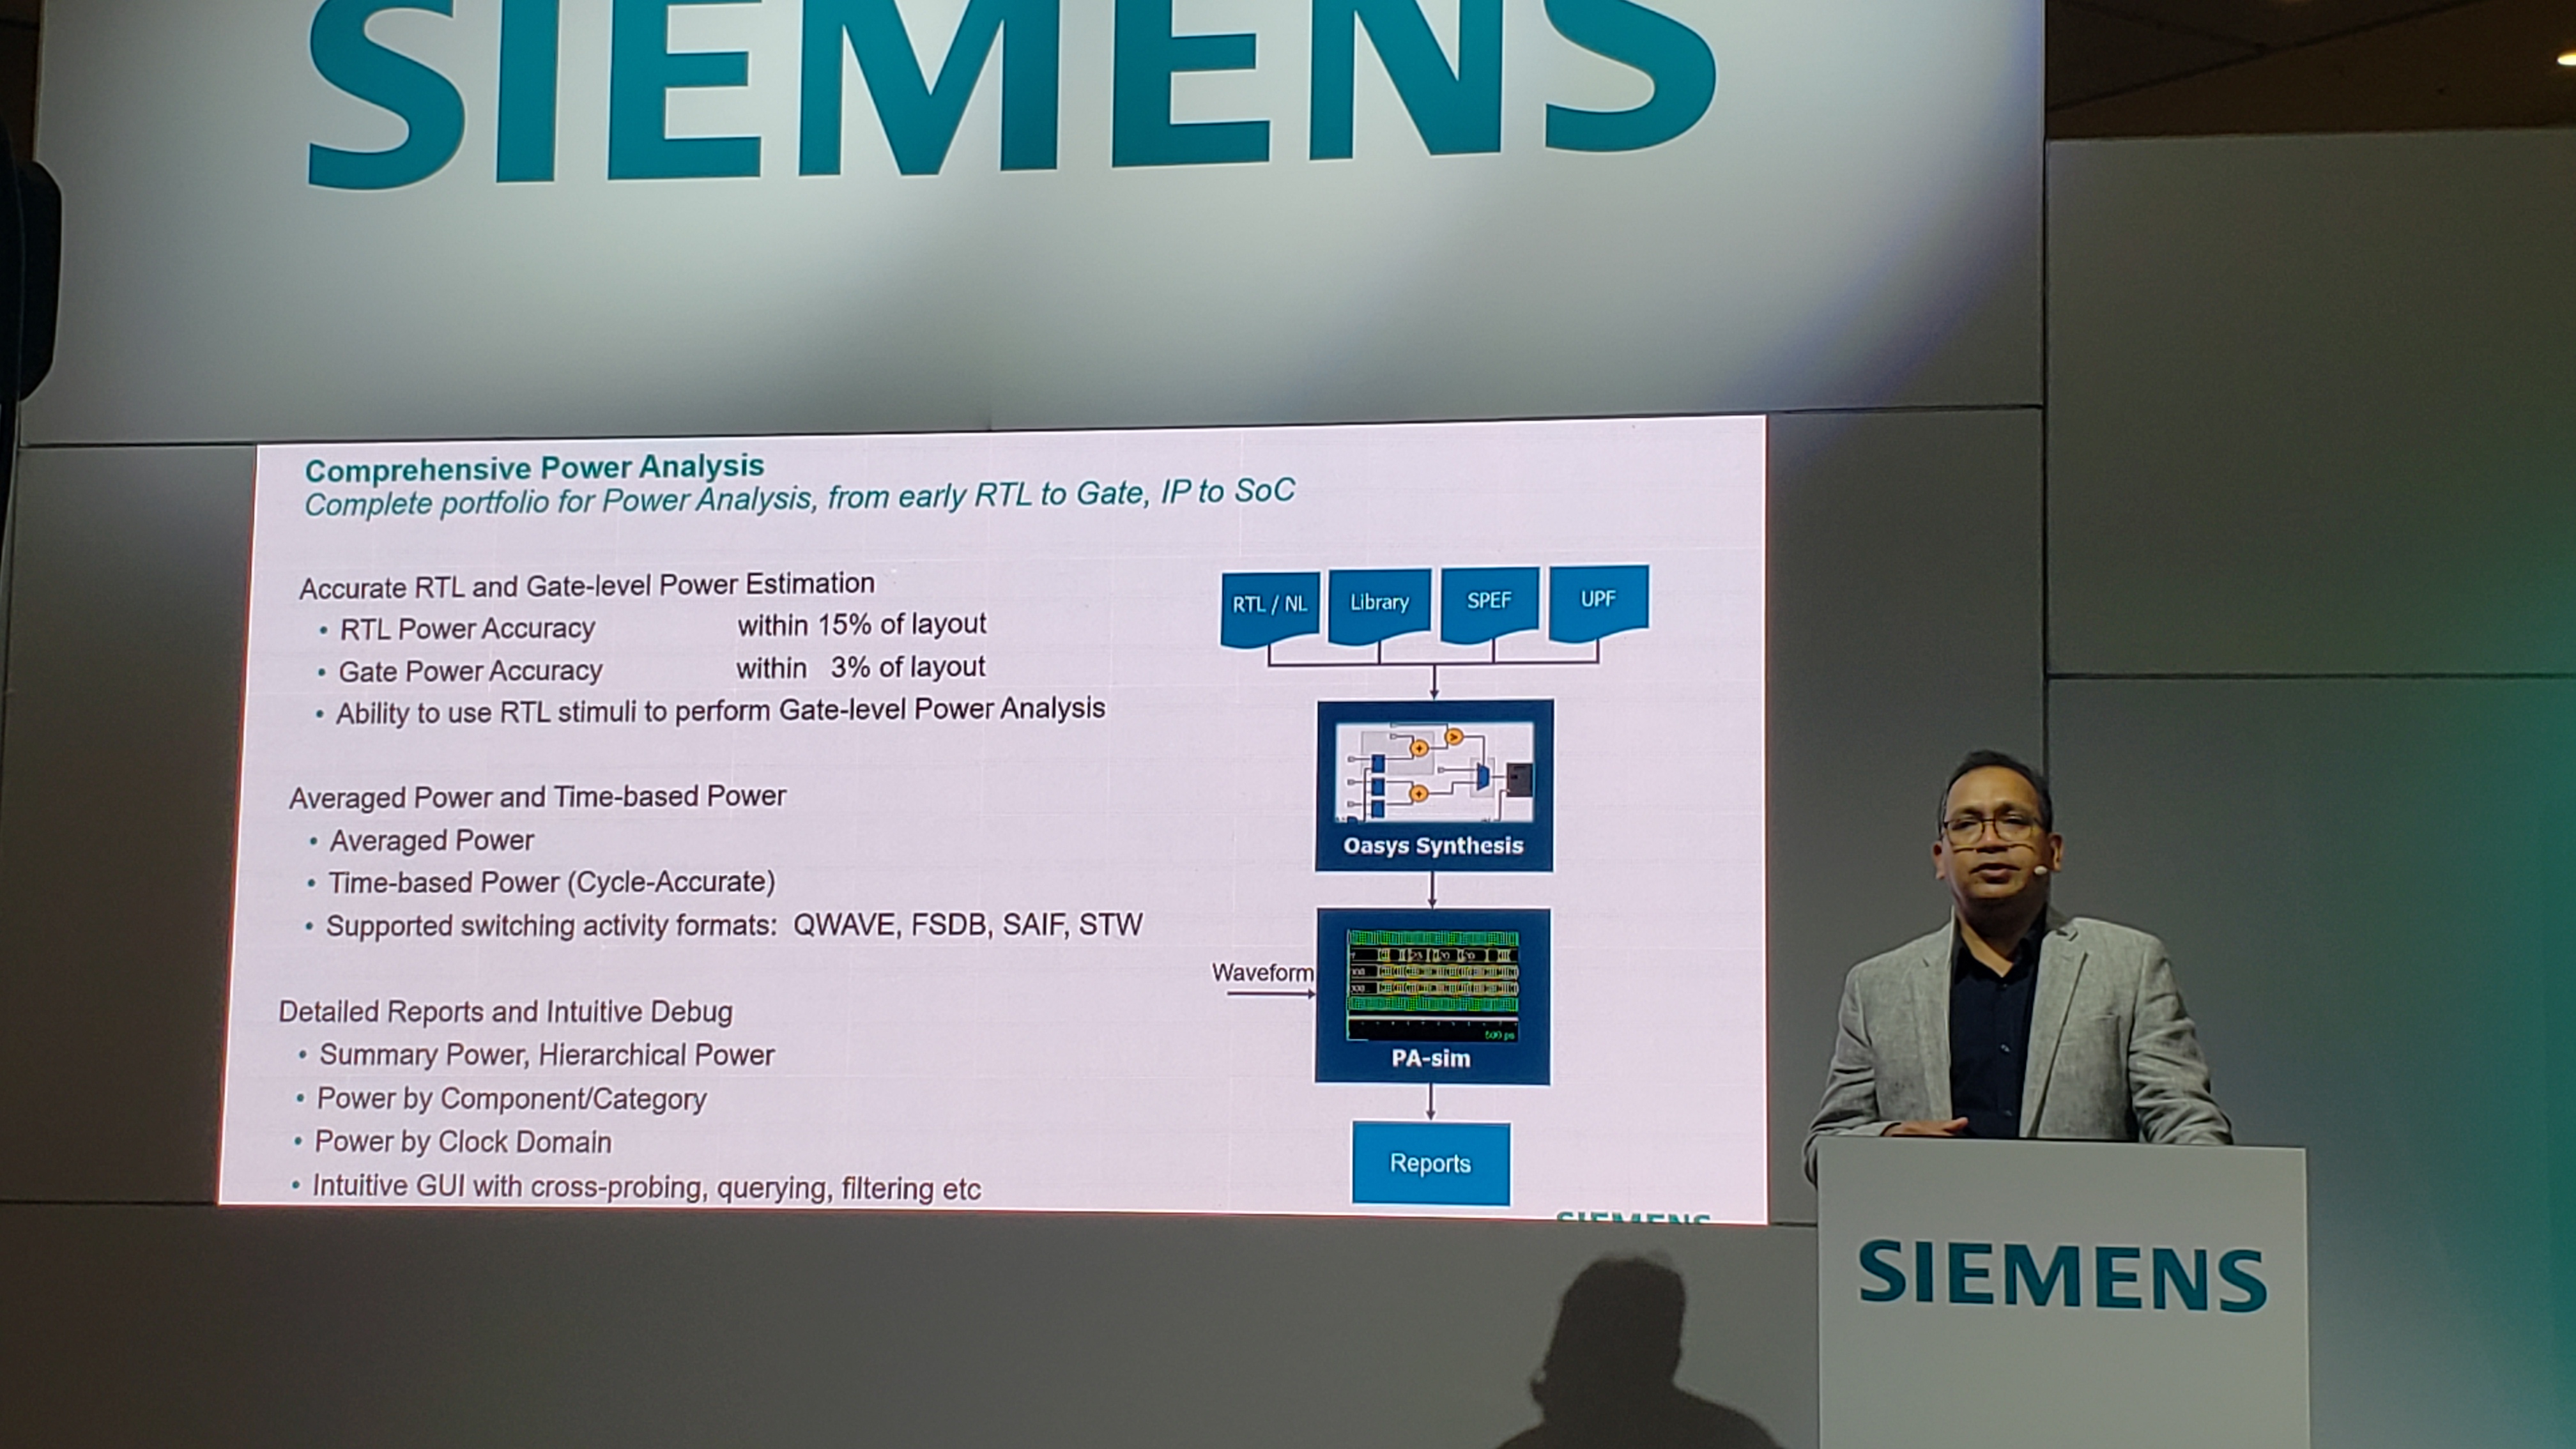 SIEMENS
Comprehensive Power Analysis
Complete portfolio for Power Analysis, from early RTL to Gate, IP to SoC
Accurate RTL and Gate-level Power Estimation
• RTL Power Accuracy within 15% of layout
• Gate Power Accuracy within 3% of layout
• Ability to use RTL stimuli to perform Gate-level Power Analysis
Averaged Power and Time-based Power
• Averaged Power
• Time-based Power (Cycle-Accurate)
• Supported switching activity formats: QWAVE, FSDB, SAIF, STW
Detailed Reports and Intuitive Debug
• Summary Power, Hierarchical Power
• Power by Component/Category
• Power by Clock Domain
• Intuitive GUI with cross-probing, querying, filtering etc
RTL / NL Library SPEF UPF
Oasys Synthesis
Waveform
500 ps
PA-sim
Reports
SIEMENS
SIEMENS